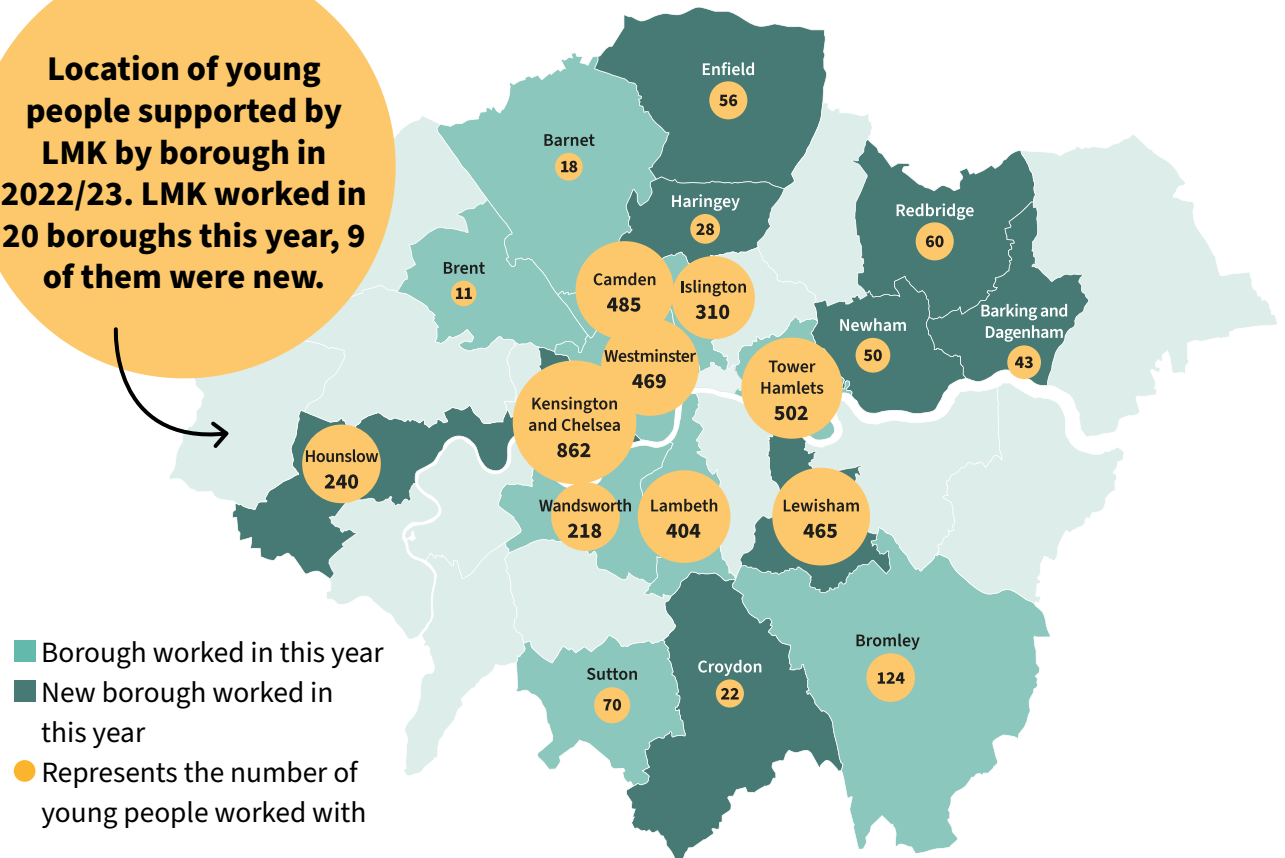 Location of young
people supported by
LMK by borough in
2022/23. LMK worked in
20 boroughs this year, 9
of them were new.
Enfield
56
Barnet
18
Haringey
28
Redbridge
60
Brent
11
Camden
485
Islington
310
Newham
50
Barking and
Dagenham
43
Westminster
469
Tower
Hamlets
502
Kensington
and Chelsea
862
Hounslow
240
Wandsworth
218
Lambeth
404
Lewisham
465
Bromley
124
Sutton
70
Croydon
22
Borough worked in this year
New borough worked in
this year
Represents the number of
young people worked with